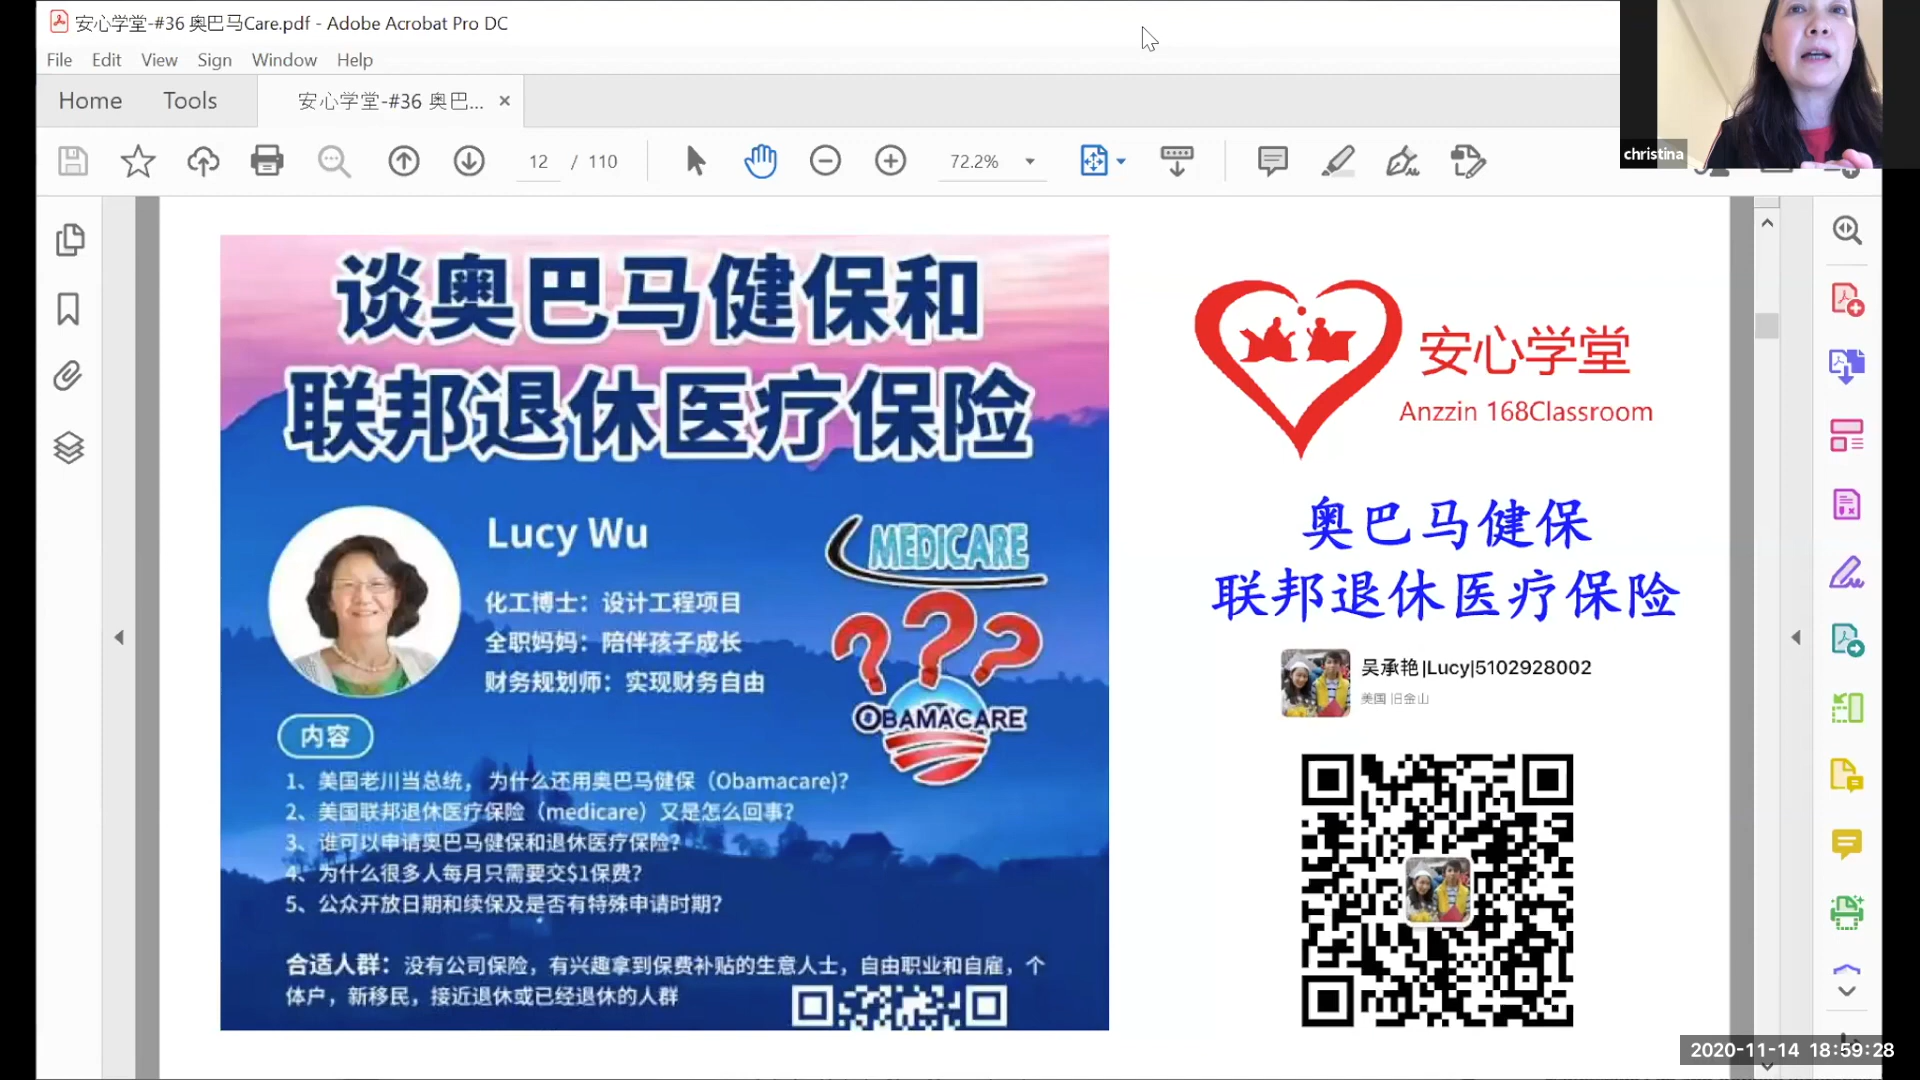 安心学堂-#36 奥巴马Care.pdf - Adobe Acrobat Pro DC
File Edit View Sign Window Help
Home Tools 安心学堂-#36 奥巴... ×
12 / 110 72.2%
christina
谈奥巴马健保和
联邦退休医疗保险
Lucy Wu
化工博士：设计工程项目
全职妈妈：陪伴孩子成长
财务规划师：实现财务自由
MEDICARE
???
OBAMACARE
内容
1、美国老川当总统，为什么还用奥巴马健保（Obamacare)?
2、美国联邦退休医疗保险（medicare）又是怎么回事?
3、谁可以申请奥巴马健保和退休医疗保险?
4、为什么很多人每月只需要交$1保费?
5、公众开放日期和续保及是否有特殊申请时期?
合适人群：没有公司保险，有兴趣拿到保费补贴的生意人士，自由职业和自雇，个
体户，新移民，接近退休或已经退休的人群
安心学堂
Anzzin 168Classroom
奥巴马健保
联邦退休医疗保险
吴承艳|Lucy|5102928002
美国 旧金山
2020-11-14 18:59:28